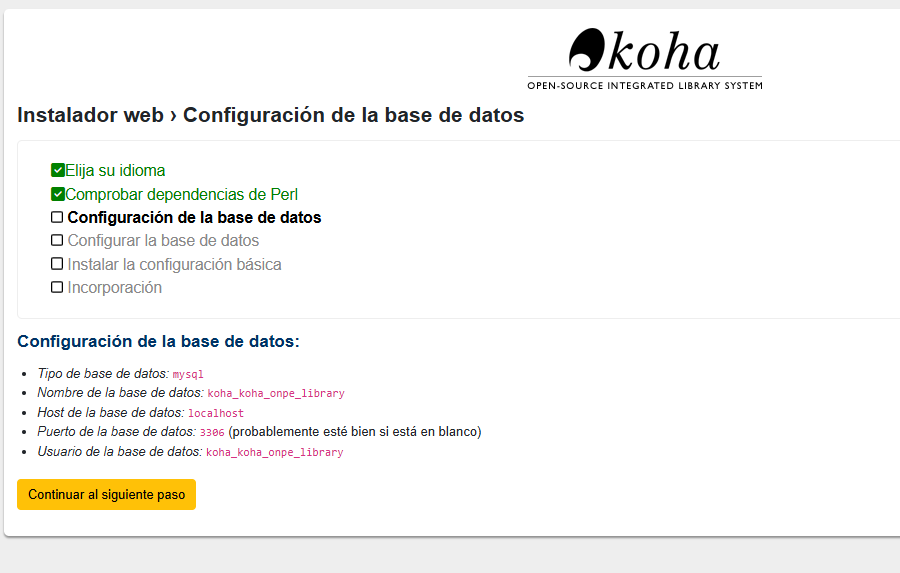 koha
OPEN-SOURCE INTEGRATED LIBRARY SYSTEM
Instalador web › Configuración de la base de datos
Elija su idioma
Comprobar dependencias de Perl
Configuración de la base de datos
Configurar la base de datos
Instalar la configuración básica
Incorporación
Configuración de la base de datos:
• Tipo de base de datos: mysql
• Nombre de la base de datos: koha_koha_onpe_library
• Host de la base de datos: localhost
• Puerto de la base de datos: 3306 (probablemente esté bien si está en blanco)
• Usuario de la base de datos: koha_koha_onpe_library
Continuar al siguiente paso